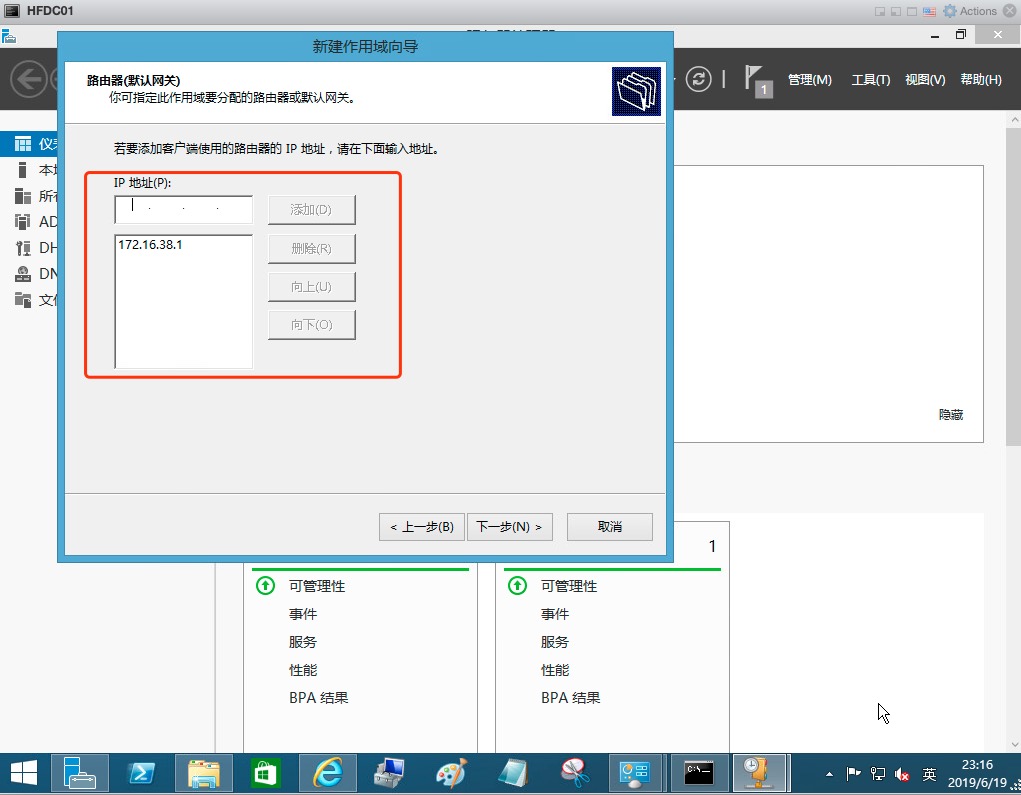 HFDC01
Actions
新建作用域向导
路由器(默认网关)
你可指定此作用域要分配的路由器或默认网关。
1
管理(M) 工具(T) 视图(V) 帮助(H)
若要添加客户端使用的路由器的 IP 地址，请在下面输入地址。
IP 地址(P):
添加(D)
172.16.38.1
删除(R)
向上(U)
向下(O)
AD
隐藏
< 上一步(B) 下一步(N) > 取消
1
可管理性 可管理性
事件 事件
服务 服务
性能 性能
BPA 结果 BPA 结果
英
23:16
2019/6/19